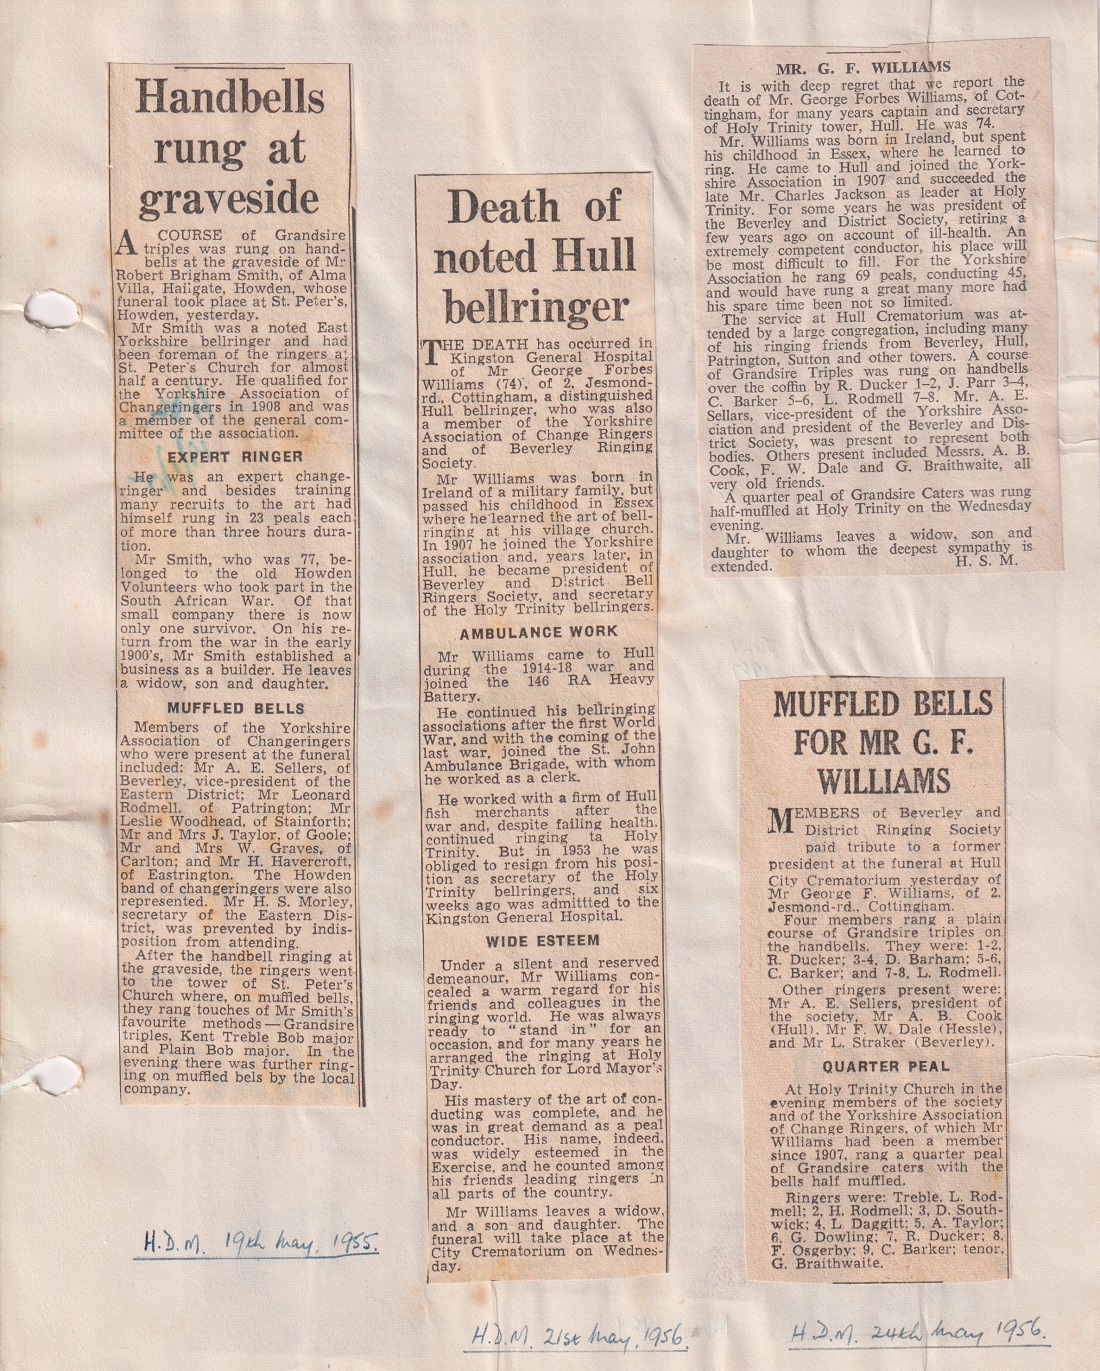 Handbells
rung at
graveside
A COURSE of Grandsire
triples was rung on hand-
bells at the graveside of Mr
Robert Brigham Smith, of Alma
Villa, Hailgate, Howden, whose
funeral took place at St. Peter's,
Howden, yesterday.
Mr Smith was a noted East
Yorkshire bellringer and had
been foreman of the ringers at
St. Peter's Church for almost
half a century. He qualified for
the Yorkshire Association of
Changeringers in 1908 and was
a member of the general com-
mittee of the association.
EXPERT RINGER
He was an expert change-
ringer and besides training
many recruits to the art had
himself rung in 23 peals each
of more than three hours dura-
tion.
Mr Smith, who was 77, be-
longed to the old Howden
Volunteers who took part in the
South African War. Of that
small company there is now
only one survivor. On his re-
turn from the war in the early
1900's, Mr Smith established a
business as a builder. He leaves
a widow, son and daughter.
MUFFLED BELLS
Members of the Yorkshire
Association of Changeringers
who were present at the funeral
included: Mr A. E. Sellers, of
Beverley, vice-president of the
Eastern District; Mr Leonard
Rodmell, of Patrington; Mr
Leslie Woodhead, of Stainforth;
Mr and Mrs J. Taylor, of Goole;
Mr and Mrs W. Graves, of
Carlton; and Mr H. Havercroft,
of Eastrington. The Howden
band of changeringers were also
represented. Mr H. S. Morley,
secretary of the Eastern Dis-
trict, was prevented by indis-
position from attending.
After the handbell ringing at
the graveside, the ringers went
to the tower of St. Peter's
Church where, on muffled bells,
they rang touches of Mr Smith's
favourite methods — Grandsire
triples, Kent Treble Bob major
and Plain Bob major. In the
evening there was further ring-
ing on muffled bels by the local
company.
H.D.M. 19th May, 1955.
Death of
noted Hull
bellringer
THE DEATH has occurred in
Kingston General Hospital
of Mr George Forbes
Williams (74), of 2, Jesmond-
rd., Cottingham, a distinguished
Hull bellringer, who was also
a member of the Yorkshire
Association of Change Ringers
and of Beverley Ringing
Society.
Mr Williams was born in
Ireland of a military family, but
passed his childhood in Essex
where he learned the art of bell-
ringing at his village church.
In 1907 he joined the Yorkshire
association and, years later, in
Hull, he became president of
Beverley and District Bell
Ringers Society, and secretary
of the Holy Trinity bellringers.
AMBULANCE WORK
Mr Williams came to Hull
during the 1914-18 war and
joined the 146 RA Heavy
Battery.
He continued his bellringing
associations after the first World
War, and with the coming of the
last war, joined the St. John
Ambulance Brigade, with whom
he worked as a clerk.
He worked with a firm of Hull
fish merchants after the
war and, despite failing health,
continued ringing ta Holy
Trinity. But in 1953 he was
obliged to resign from his posi-
tion as secretary of the Holy
Trinity bellringers, and six
weeks ago was admittted to the
Kingston General Hospital.
WIDE ESTEEM
Under a silent and reserved
demeanour, Mr Williams con-
cealed a warm regard for his
friends and colleagues in the
ringing world. He was always
ready to "stand in" for an
occasion, and for many years he
arranged the ringing at Holy
Trinity Church for Lord Mayor's
Day.
His mastery of the art of con-
ducting was complete, and he
was in great demand as a peal
conductor. His name, indeed,
was widely esteemed in the
Exercise, and he counted among
his friends leading ringers in
all parts of the country.
Mr Williams leaves a widow,
and a son and daughter. The
funeral will take place at the
City Crematorium on Wednes-
day.
H.D.M. 21st May, 1956.
MR. G. F. WILLIAMS
It is with deep regret that we report the
death of Mr. George Forbes Williams, of Cot-
tingham, for many years captain and secretary
of Holy Trinity tower, Hull. He was 74.
Mr. Williams was born in Ireland, but spent
his childhood in Essex, where he learned to
ring. He came to Hull and joined the York-
shire Association in 1907 and succeeded the
late Mr. Charles Jackson as leader at Holy
Trinity. For some years he was president of
the Beverley and District Society, retiring a
few years ago on account of ill-health. An
extremely competent conductor, his place will
be most difficult to fill. For the Yorkshire
Association he rang 69 peals, conducting 45,
and would have rung a great many more had
his spare time been not so limited.
The service at Hull Crematorium was at-
tended by a large congregation, including many
of his ringing friends from Beverley, Hull,
Patrington, Sutton and other towers. A course
of Grandsire Triples was rung on handbells
over the coffin by R. Ducker 1-2, J. Parr 3-4,
C. Barker 5-6, L. Rodmell 7-8. Mr. A. E.
Sellars, vice-president of the Yorkshire Asso-
ciation and president of the Beverley and Dis-
trict Society, was present to represent both
bodies. Others present included Messrs. A. B.
Cook, F. W. Dale and G. Braithwaite, all
very old friends.
A quarter peal of Grandsire Caters was rung
half-muffled at Holy Trinity on the Wednesday
evening.
Mr. Williams leaves a widow, son and
daughter to whom the deepest sympathy is
extended. H. S. M.
MUFFLED BELLS
FOR MR G. F.
WILLIAMS
MEMBERS of Beverley and
District Ringing Society
paid tribute to a former
president at the funeral at Hull
City Crematorium yesterday of
Mr George F. Williams, of 2,
Jesmond-rd., Cottingham.
Four members rang a plain
course of Grandsire triples on
the handbells. They were: 1-2,
R. Ducker; 3-4, D. Barham; 5-6,
C. Barker; and 7-8, L. Rodmell.
Other ringers present were:
Mr A. E. Sellers, president of
the society, Mr A. B. Cook
(Hull), Mr F. W. Dale (Hessle),
and Mr L. Straker (Beverley).
QUARTER PEAL
At Holy Trinity Church in the
evening members of the society
and of the Yorkshire Association
of Change Ringers, of which Mr
Williams had been a member
since 1907, rang a quarter peal
of Grandsire caters with the
bells half muffled.
Ringers were: Treble, L. Rod-
mell; 2, H. Rodmell; 3, D. South-
wick; 4, L. Daggitt; 5, A. Taylor;
6, G. Dowling; 7, R. Ducker; 8,
F. Osgerby; 9, C. Barker; tenor,
G. Braithwaite.
H.D.M. 24th May 1956.